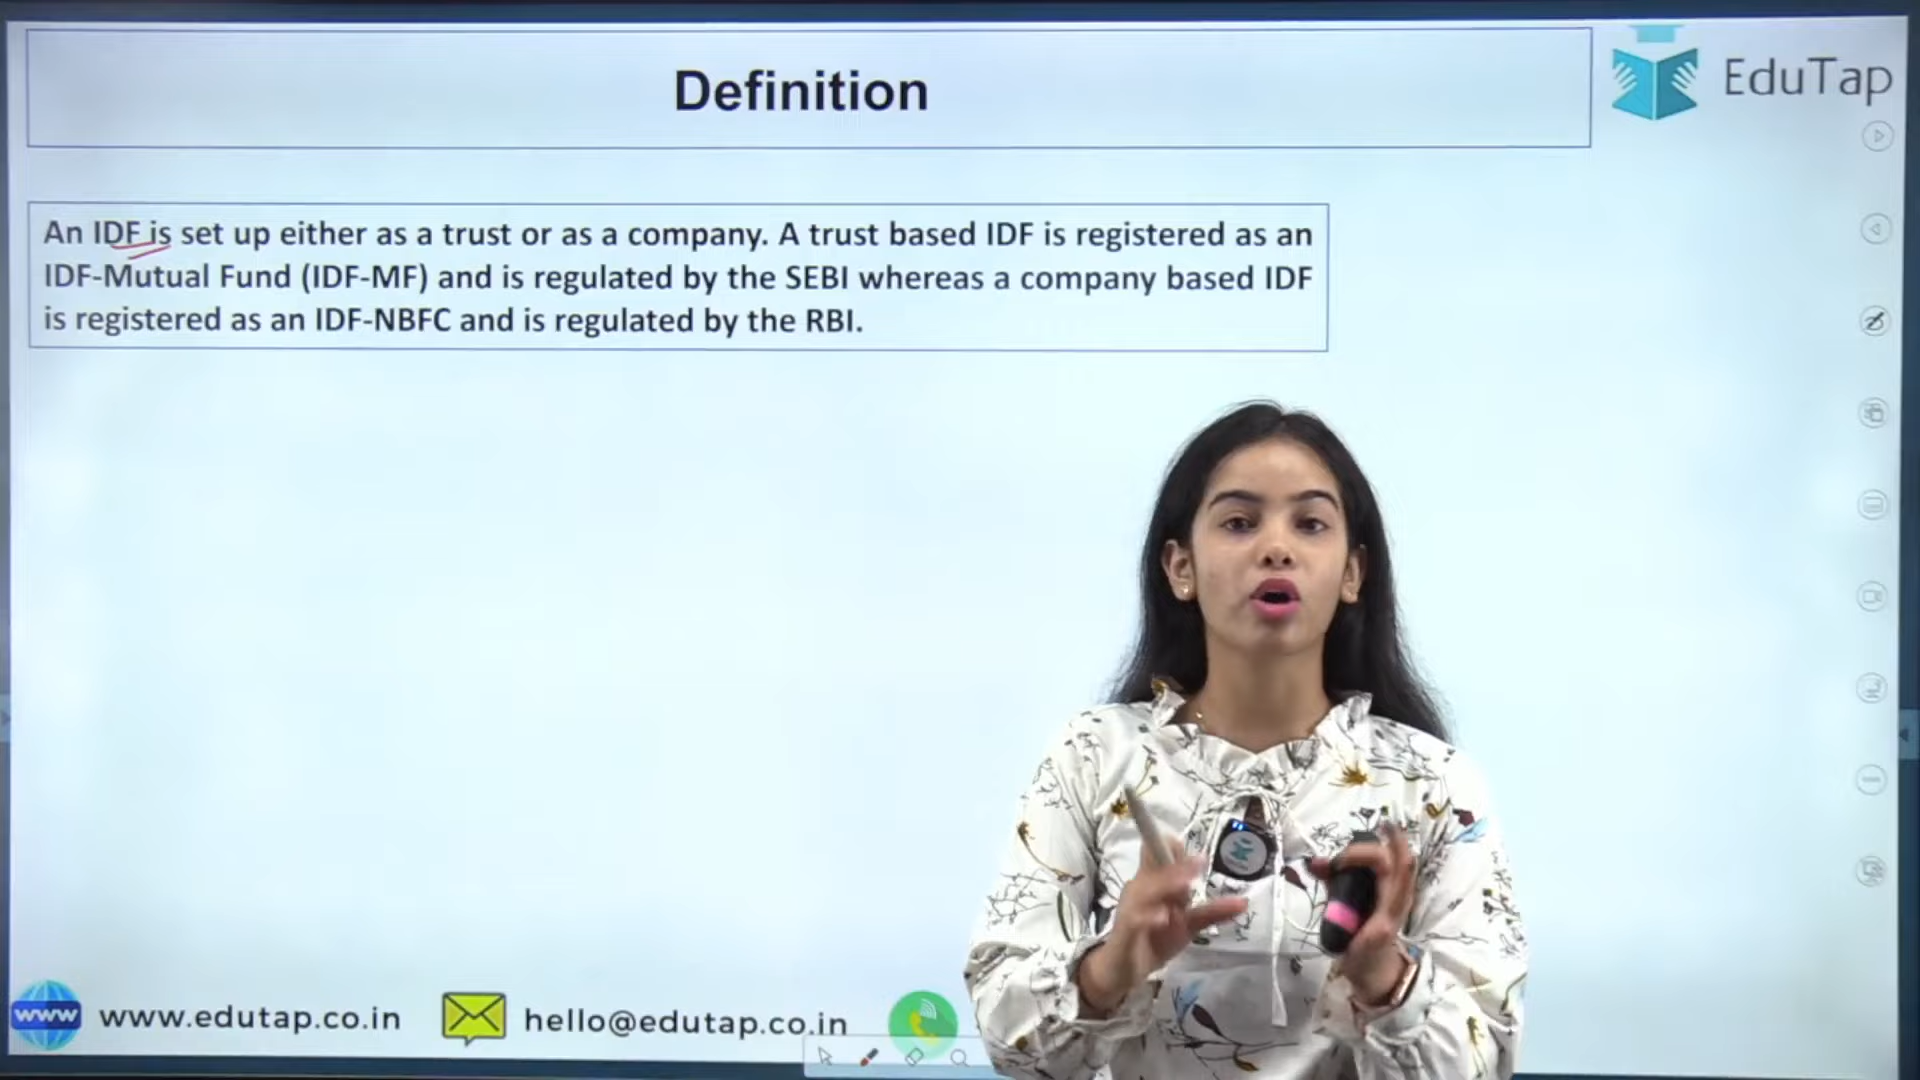 Definition
EduTap
An IDF is set up either as a trust or as a company. A trust based IDF is registered as an
IDF-Mutual Fund (IDF-MF) and is regulated by the SEBI whereas a company based IDF
is registered as an IDF-NBFC and is regulated by the RBI.
www
www.edutap.co.in
hello@edutap.co.in